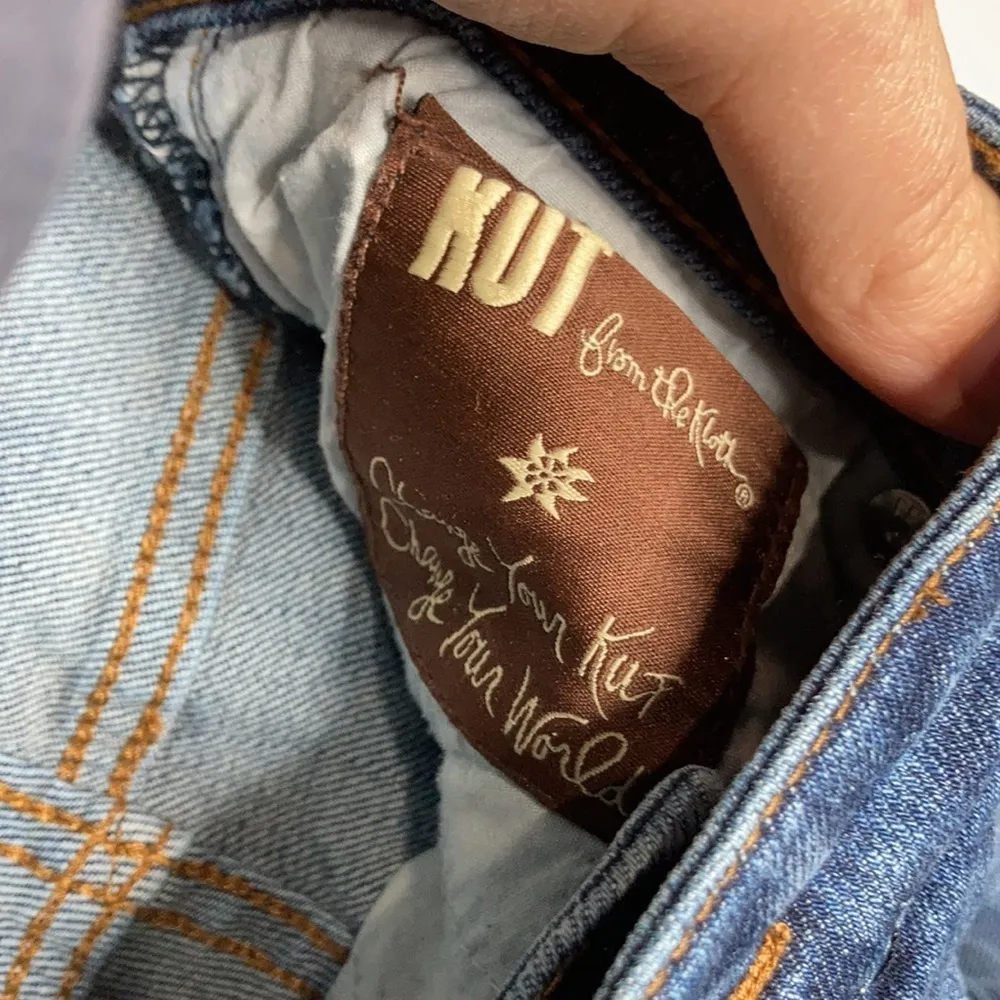 KUT
from the Kloth®
Change Your Kut
Change Your World